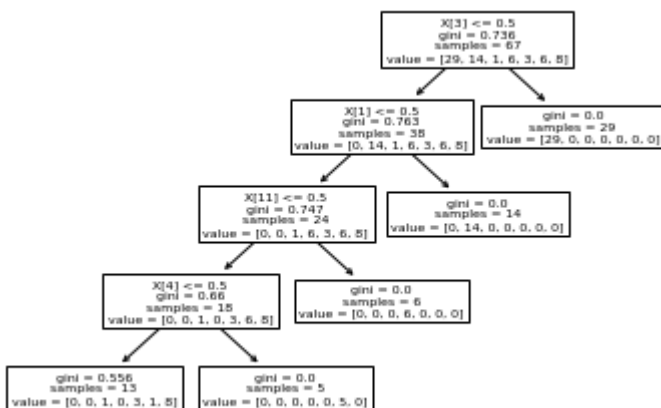 X[3] <= 0.5
gini = 0.736
samples = 67
value = [29, 14, 1, 6, 3, 6, 8]
X[1] <= 0.5
gini = 0.763
samples = 38
value = [0, 14, 1, 6, 3, 6, 8]
gini = 0.0
samples = 29
value = [29, 0, 0, 0, 0, 0, 0]
X[11] <= 0.5
gini = 0.747
samples = 24
value = [0, 0, 1, 6, 3, 6, 8]
gini = 0.0
samples = 14
value = [0, 14, 0, 0, 0, 0, 0]
X[4] <= 0.5
gini = 0.66
samples = 18
value = [0, 0, 1, 0, 3, 6, 8]
gini = 0.0
samples = 6
value = [0, 0, 0, 6, 0, 0, 0]
gini = 0.556
samples = 13
value = [0, 0, 1, 0, 3, 1, 8]
gini = 0.0
samples = 5
value = [0, 0, 0, 0, 0, 5, 0]